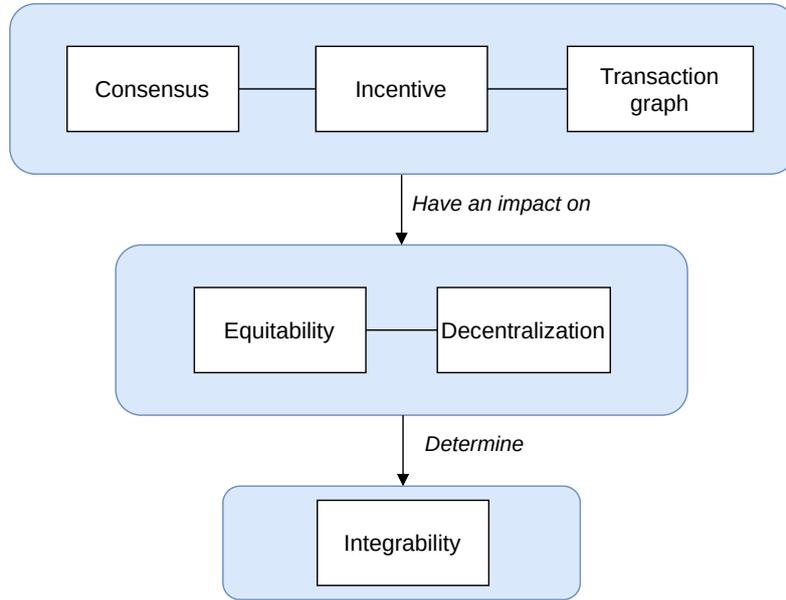 Consensus
Incentive
Transaction
graph
Have an impact on
Equitability
Decentralization
Determine
Integrability